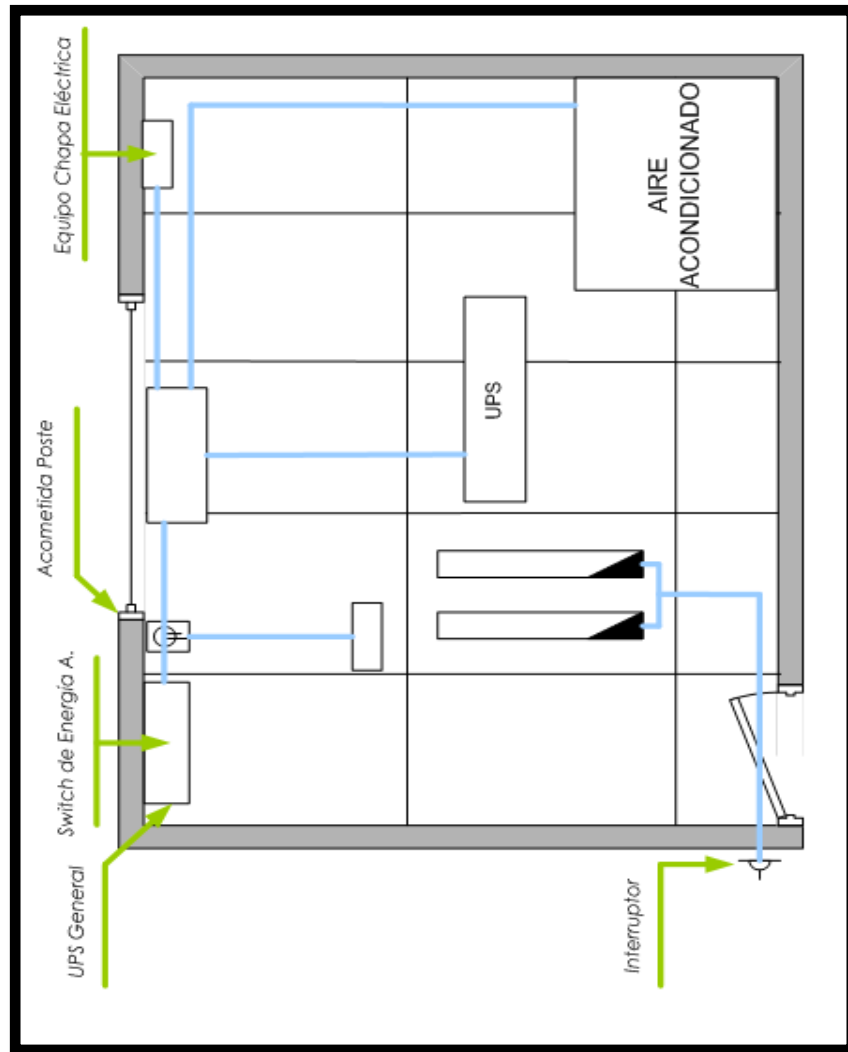 Equipo Chapa Eléctrica
Acometida Poste
Switch de Energía A.
UPS General
AIRE
ACONDICIONADO
UPS
Interruptor